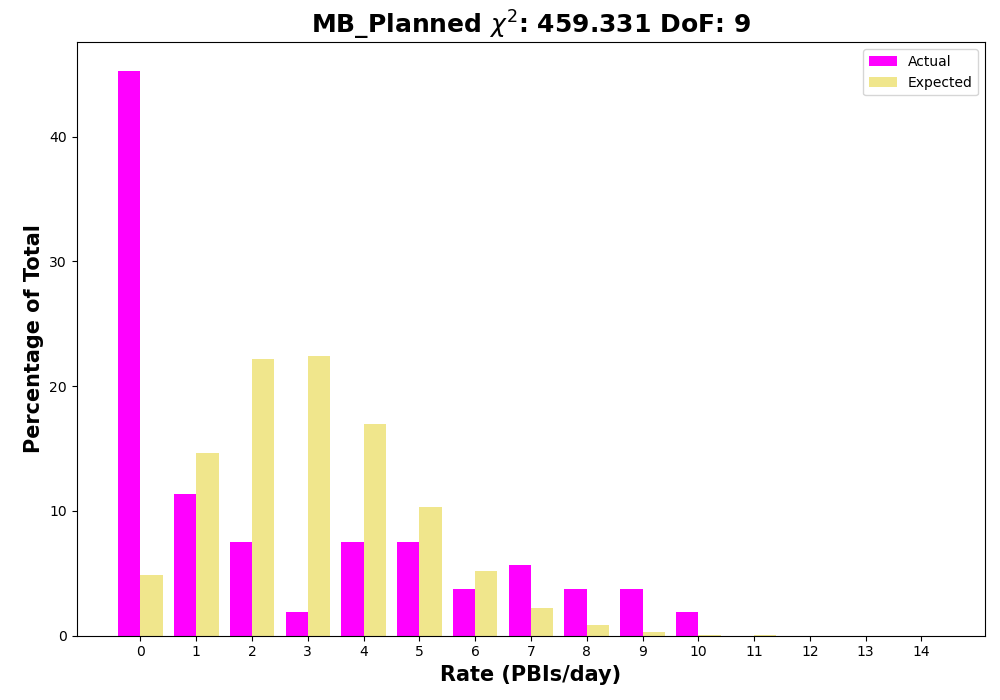 MB_Planned χ²: 459.331 DoF: 9
Actual
Expected
Percentage of Total
40
30
20
10
0
0 1 2 3 4 5 6 7 8 9 10 11 12 13 14
Rate (PBIs/day)